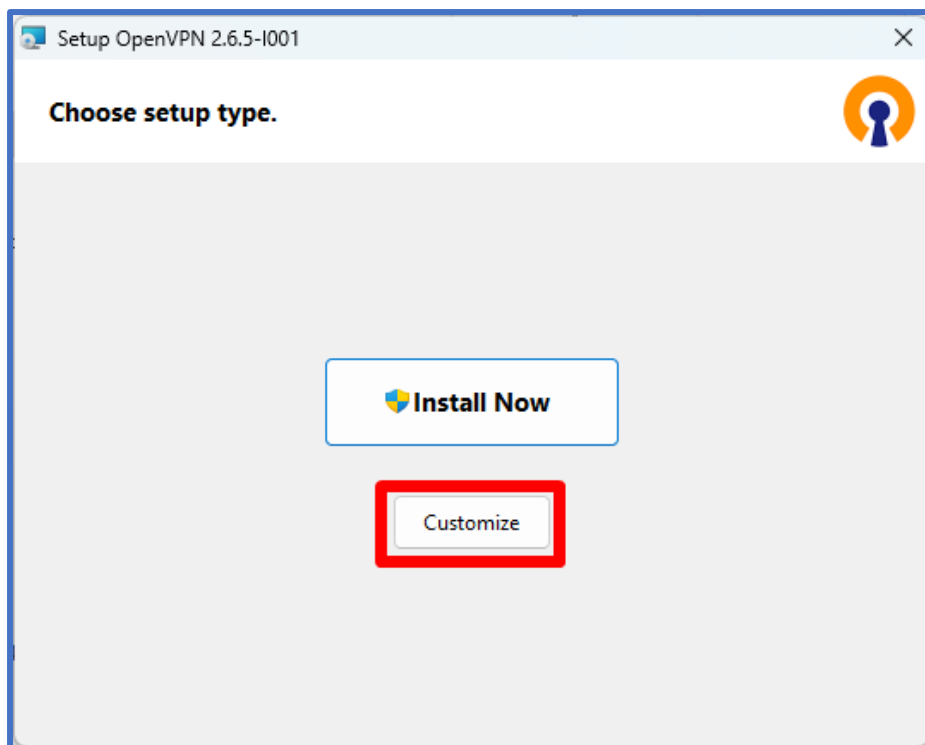 Setup OpenVPN 2.6.5-I001
Choose setup type.
Install Now
Customize